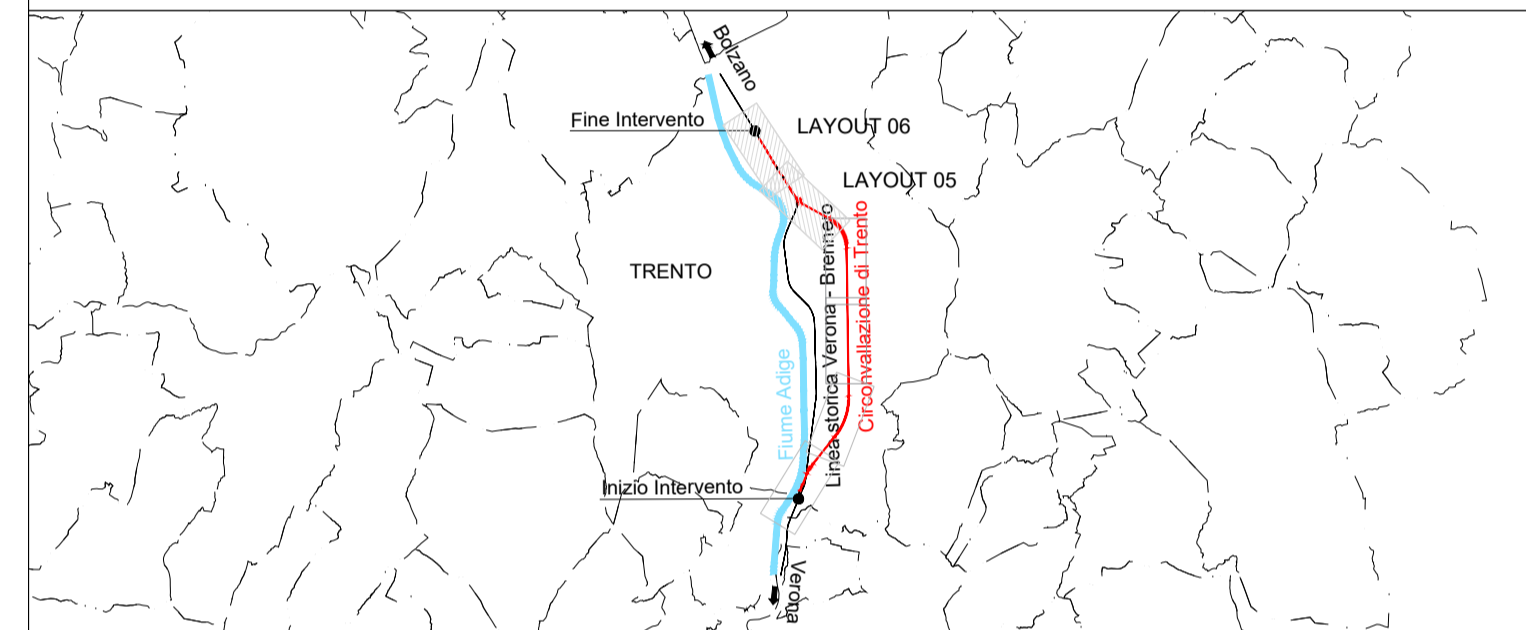 Bolzano
Fine Intervento
LAYOUT 06
LAYOUT 05
TRENTO
Fiume Adige
Linea storica Verona - Brennero
Circonvallazione di Trento
Inizio Intervento
Verona